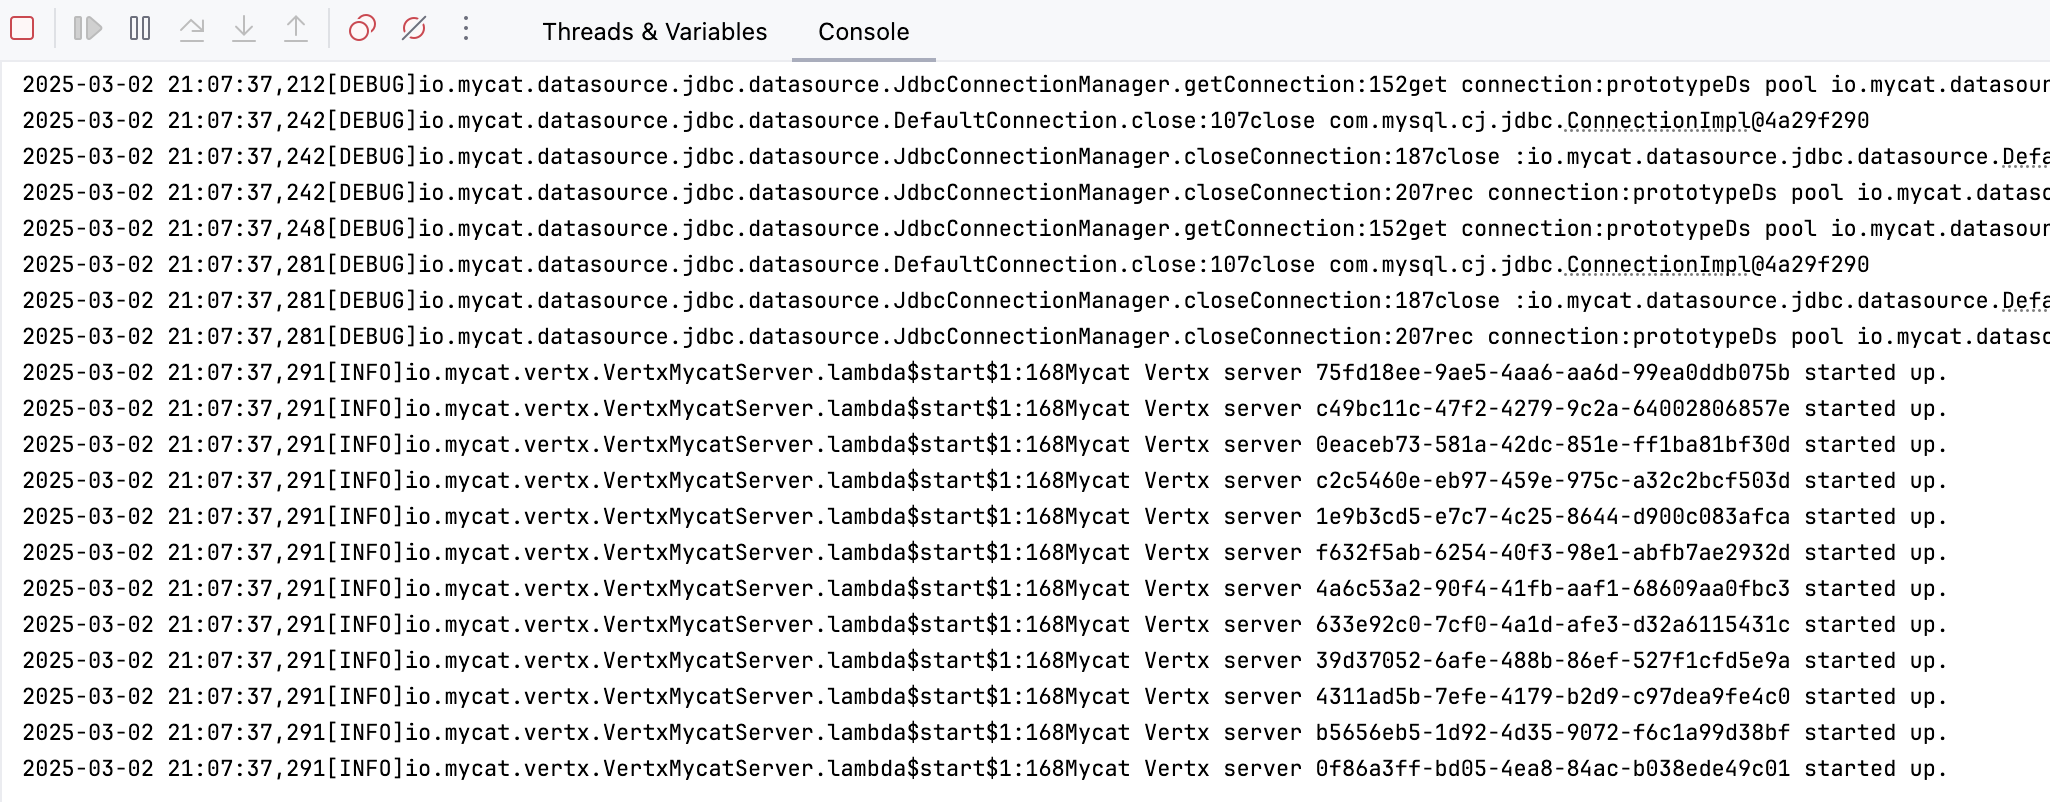 Threads & Variables Console
2025-03-02 21:07:37,212[DEBUG]io.mycat.datasource.jdbc.datasource.JdbcConnectionManager.getConnection:152get connection:prototypeDs pool io.mycat.datasour
2025-03-02 21:07:37,242[DEBUG]io.mycat.datasource.jdbc.datasource.DefaultConnection.close:107close com.mysql.cj.jdbc.ConnectionImpl@4a29f290
2025-03-02 21:07:37,242[DEBUG]io.mycat.datasource.jdbc.datasource.JdbcConnectionManager.closeConnection:187close :io.mycat.datasource.jdbc.datasource.Defa
2025-03-02 21:07:37,242[DEBUG]io.mycat.datasource.jdbc.datasource.JdbcConnectionManager.closeConnection:207rec connection:prototypeDs pool io.mycat.datasc
2025-03-02 21:07:37,248[DEBUG]io.mycat.datasource.jdbc.datasource.JdbcConnectionManager.getConnection:152get connection:prototypeDs pool io.mycat.datasour
2025-03-02 21:07:37,281[DEBUG]io.mycat.datasource.jdbc.datasource.DefaultConnection.close:107close com.mysql.cj.jdbc.ConnectionImpl@4a29f290
2025-03-02 21:07:37,281[DEBUG]io.mycat.datasource.jdbc.datasource.JdbcConnectionManager.closeConnection:187close :io.mycat.datasource.jdbc.datasource.Defa
2025-03-02 21:07:37,281[DEBUG]io.mycat.datasource.jdbc.datasource.JdbcConnectionManager.closeConnection:207rec connection:prototypeDs pool io.mycat.datasc
2025-03-02 21:07:37,291[INFO]io.mycat.vertx.VertxMycatServer.lambda$start$1:168Mycat Vertx server 75fd18ee-9ae5-4aa6-aa6d-99ea0ddb075b started up.
2025-03-02 21:07:37,291[INFO]io.mycat.vertx.VertxMycatServer.lambda$start$1:168Mycat Vertx server c49bc11c-47f2-4279-9c2a-64002806857e started up.
2025-03-02 21:07:37,291[INFO]io.mycat.vertx.VertxMycatServer.lambda$start$1:168Mycat Vertx server 0eaceb73-581a-42dc-851e-ff1ba81bf30d started up.
2025-03-02 21:07:37,291[INFO]io.mycat.vertx.VertxMycatServer.lambda$start$1:168Mycat Vertx server c2c5460e-eb97-459e-975c-a32c2bcf503d started up.
2025-03-02 21:07:37,291[INFO]io.mycat.vertx.VertxMycatServer.lambda$start$1:168Mycat Vertx server 1e9b3cd5-e7c7-4c25-8644-d900c083afca started up.
2025-03-02 21:07:37,291[INFO]io.mycat.vertx.VertxMycatServer.lambda$start$1:168Mycat Vertx server f632f5ab-6254-40f3-98e1-abfb7ae2932d started up.
2025-03-02 21:07:37,291[INFO]io.mycat.vertx.VertxMycatServer.lambda$start$1:168Mycat Vertx server 4a6c53a2-90f4-41fb-aaf1-68609aa0fbc3 started up.
2025-03-02 21:07:37,291[INFO]io.mycat.vertx.VertxMycatServer.lambda$start$1:168Mycat Vertx server 633e92c0-7cf0-4a1d-afe3-d32a6115431c started up.
2025-03-02 21:07:37,291[INFO]io.mycat.vertx.VertxMycatServer.lambda$start$1:168Mycat Vertx server 39d37052-6afe-488b-86ef-527f1cfd5e9a started up.
2025-03-02 21:07:37,291[INFO]io.mycat.vertx.VertxMycatServer.lambda$start$1:168Mycat Vertx server 4311ad5b-7efe-4179-b2d9-c97dea9fe4c0 started up.
2025-03-02 21:07:37,291[INFO]io.mycat.vertx.VertxMycatServer.lambda$start$1:168Mycat Vertx server b5656eb5-1d92-4d35-9072-f6c1a99d38bf started up.
2025-03-02 21:07:37,291[INFO]io.mycat.vertx.VertxMycatServer.lambda$start$1:168Mycat Vertx server 0f86a3ff-bd05-4ea8-84ac-b038ede49c01 started up.